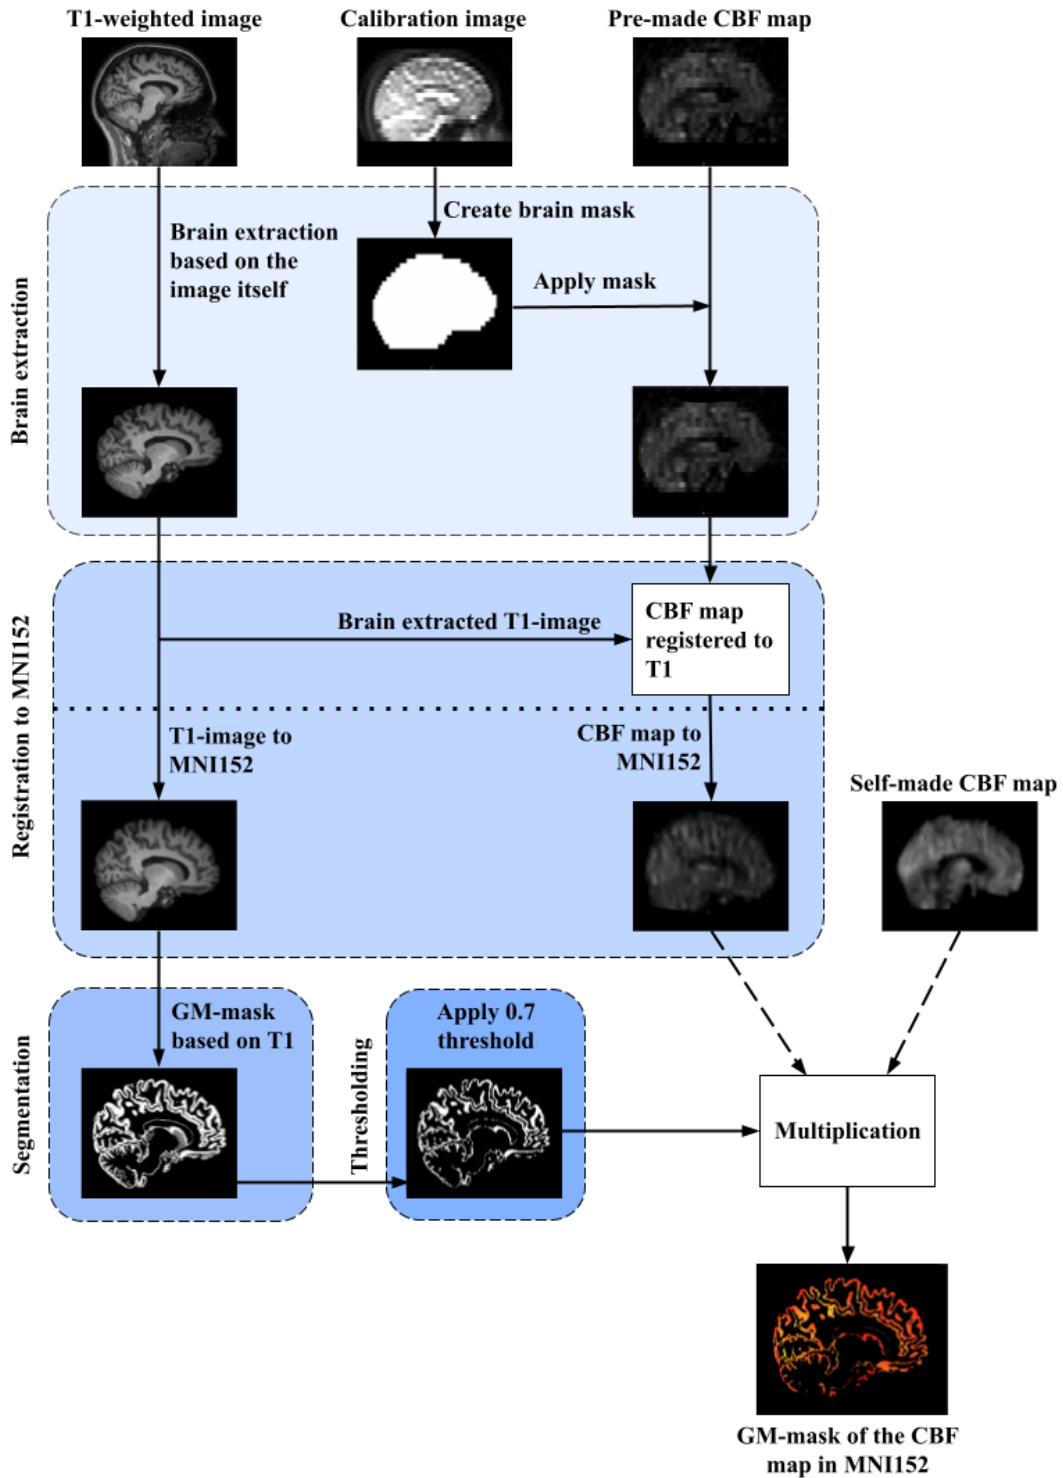 T1-weighted image
Calibration image
Pre-made CBF map
Brain extraction
Create brain mask
Brain extraction
based on the
image itself
Apply mask
Registration to MNI152
Brain extracted T1-image
CBF map
registered to
T1
T1-image to
MNI152
CBF map to
MNI152
Self-made CBF map
Segmentation
GM-mask
based on T1
Thresholding
Apply 0.7
threshold
Multiplication
GM-mask of the CBF
map in MNI152